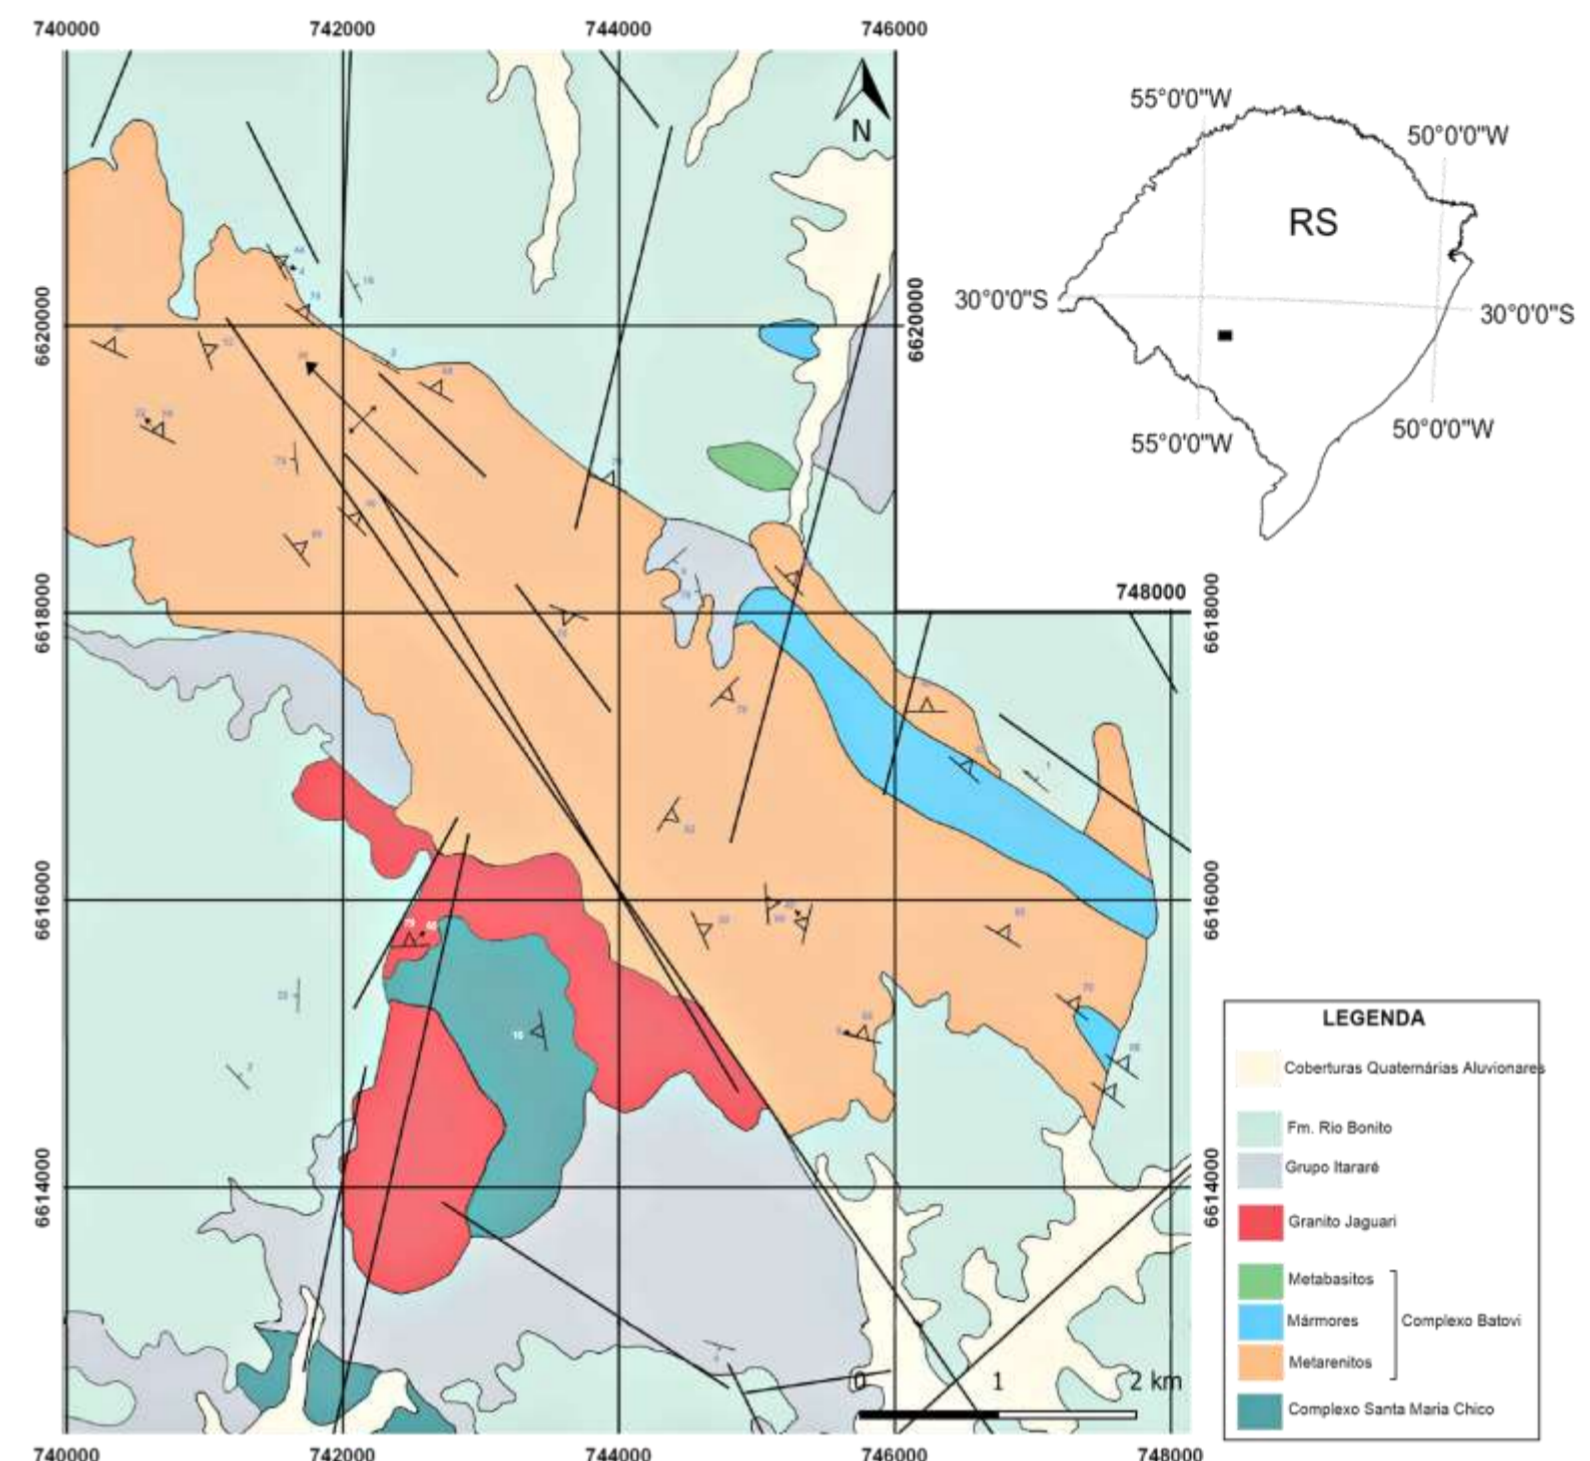 740000 742000 744000 746000
N
55°0'0"W
50°0'0"W
RS
30°0'0"S
30°0'0"S
55°0'0"W
50°0'0"W
6620000 6620000
6618000 748000 6618000
6616000 6616000
6614000 6614000
LEGENDA
Coberturas Quaternárias Aluvionares
Fm. Rio Bonito
Grupo Itararé
Granito Jaguari
Metabasitos
Mármores Complexo Batovi
Metarenitos
Complexo Santa Maria Chico
0 1 2 km
740000 742000 744000 746000 748000